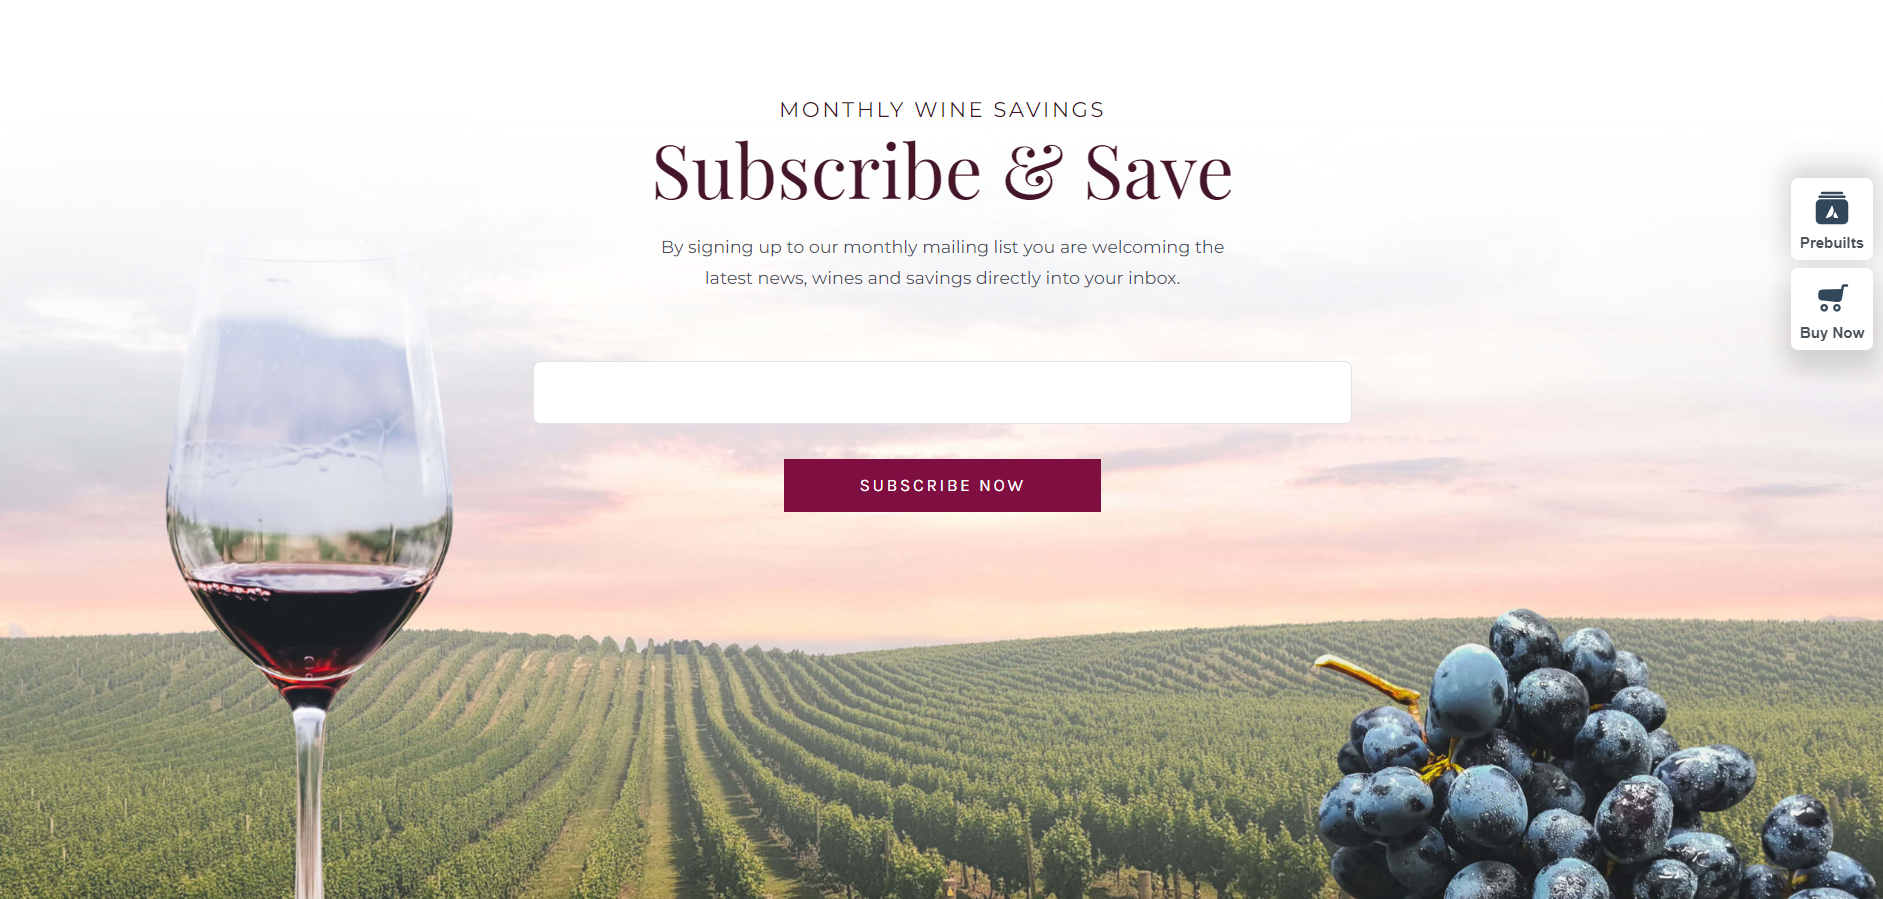 MONTHLY WINE SAVINGS
Subscribe & Save
By signing up to our monthly mailing list you are welcoming the
latest news, wines and savings directly into your inbox.
SUBSCRIBE NOW
Prebuilts
Buy Now